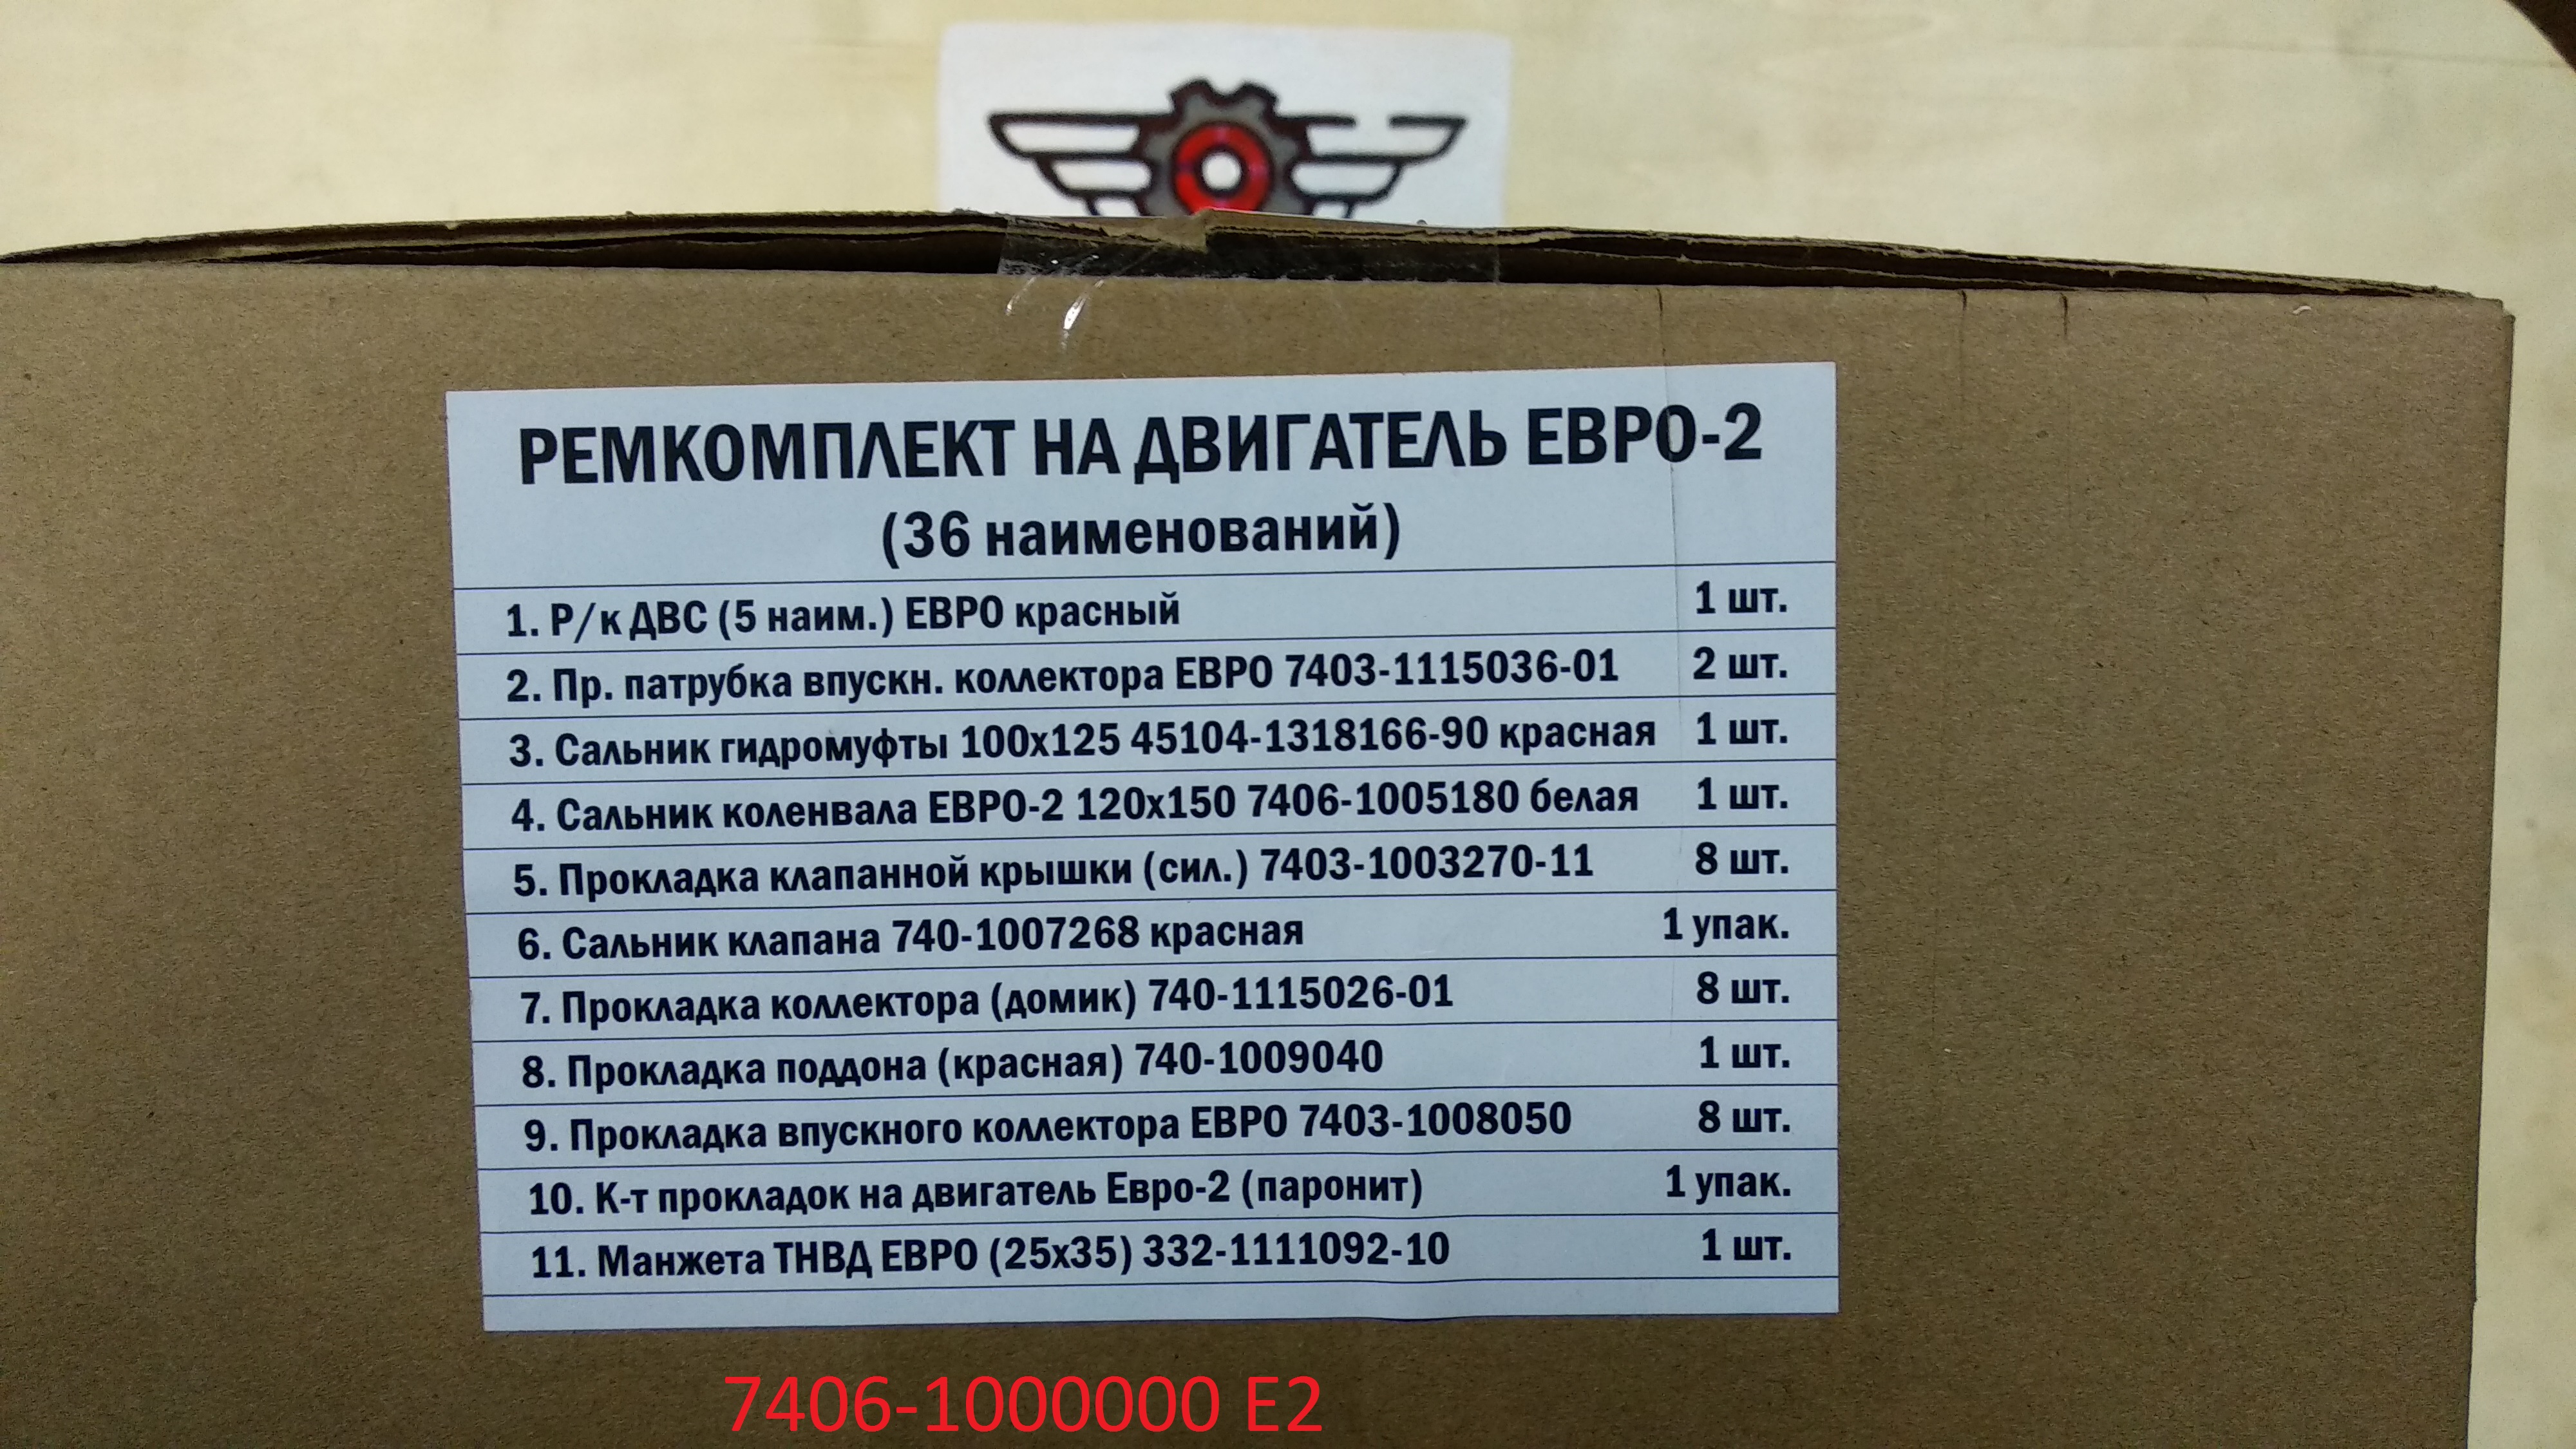 РЕМКОМПЛЕКТ НА ДВИГАТЕЛЬ ЕВРО-2
(36 наименований)
1. Р/к ДВС (5 наим.) ЕВРО красный 1 шт.
2. Пр. патрубка впускн. коллектора ЕВРО 7403-1115036-01 2 шт.
3. Сальник гидромуфты 100х125 45104-1318166-90 красная 1 шт.
4. Сальник коленвала ЕВРО-2 120х150 7406-1005180 белая 1 шт.
5. Прокладка клапанной крышки (сил.) 7403-1003270-11 8 шт.
6. Сальник клапана 740-1007268 красная 1 упак.
7. Прокладка коллектора (домик) 740-1115026-01 8 шт.
8. Прокладка поддона (красная) 740-1009040 1 шт.
9. Прокладка впускного коллектора ЕВРО 7403-1008050 8 шт.
10. К-т прокладок на двигатель Евро-2 (паронит) 1 упак.
11. Манжета ТНВД ЕВРО (25х35) 332-1111092-10 1 шт.
7406-1000000 Е2